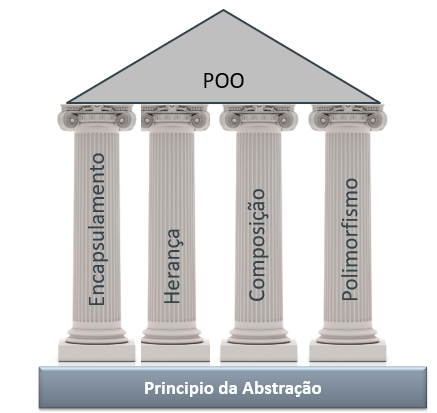 POO
Encapsulamento
Herança
Composição
Polimorfismo
Principio da Abstração